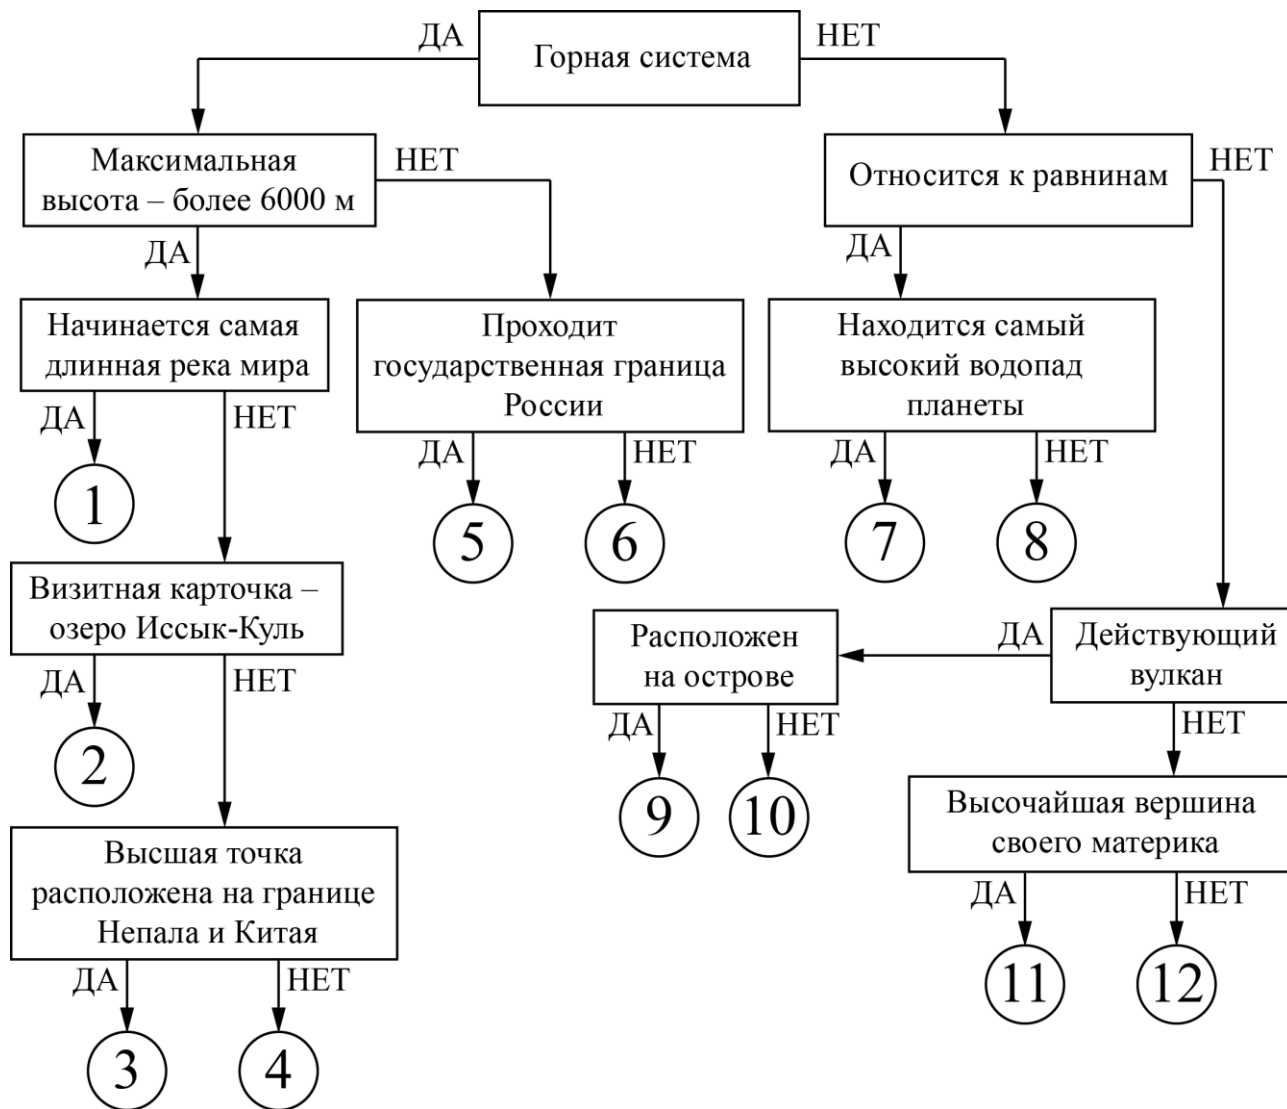 ДА
НЕТ
Горная система
Максимальная
высота – более 6000 м
НЕТ
Относится к равнинам
НЕТ
ДА
ДА
Начинается самая
длинная река мира
Проходит
государственная граница
России
Находится самый
высокий водопад
планеты
ДА
НЕТ
ДА
НЕТ
ДА
НЕТ
1
5
6
7
8
Визитная карточка –
озеро Иссык-Куль
Расположен
на острове
ДА
Действующий
вулкан
ДА
НЕТ
ДА
НЕТ
НЕТ
2
9
10
Высочайшая вершина
своего материка
Высшая точка
расположена на границе
Непала и Китая
ДА
НЕТ
11
12
ДА
НЕТ
3
4